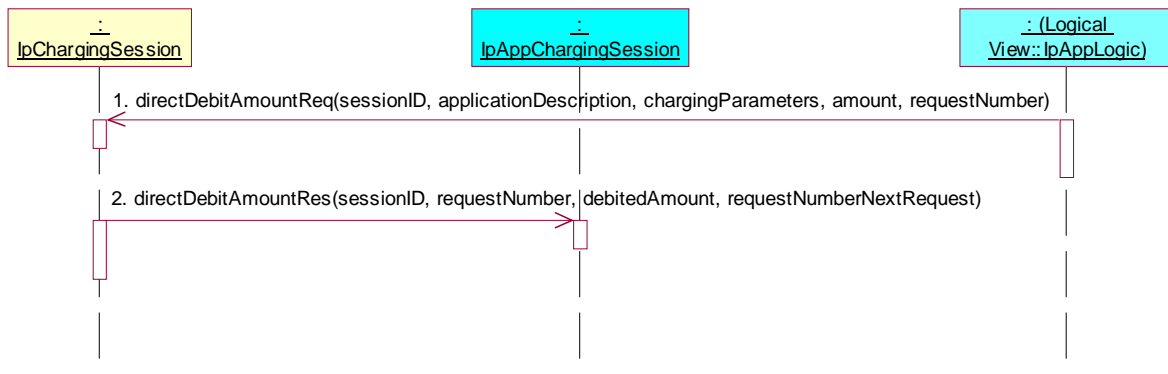 :
IpChargingSession
:
IpAppChargingSession
: (Logical
View::IpAppLogic)
1. directDebitAmountReq(sessionID, applicationDescription, chargingParameters, amount, requestNumber)
2. directDebitAmountRes(sessionID, requestNumber, debitedAmount, requestNumberNextRequest)